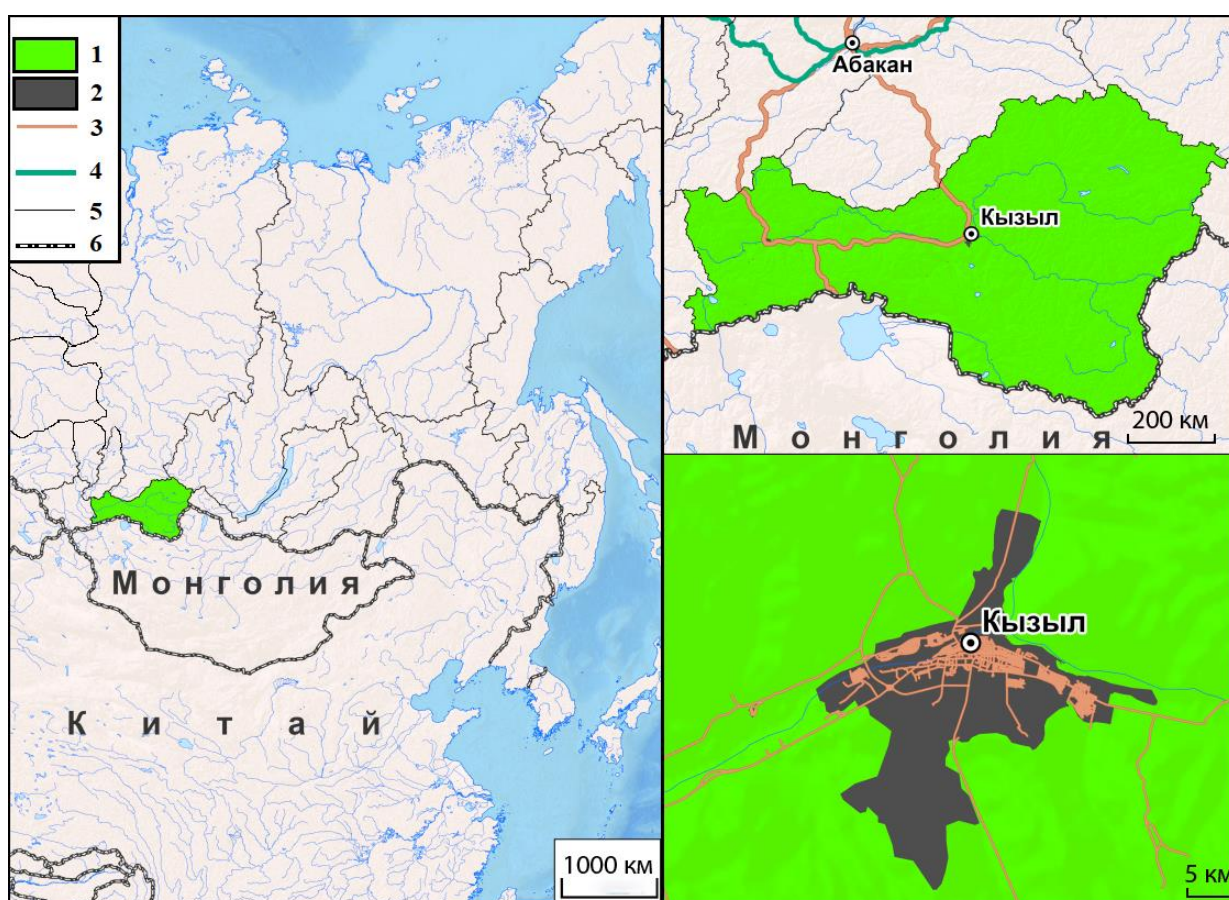 1
2
3
4
5
6
Монголия
Китай
1000 км
Абакан
Кызыл
Монголия
200 км
Кызыл
5 км